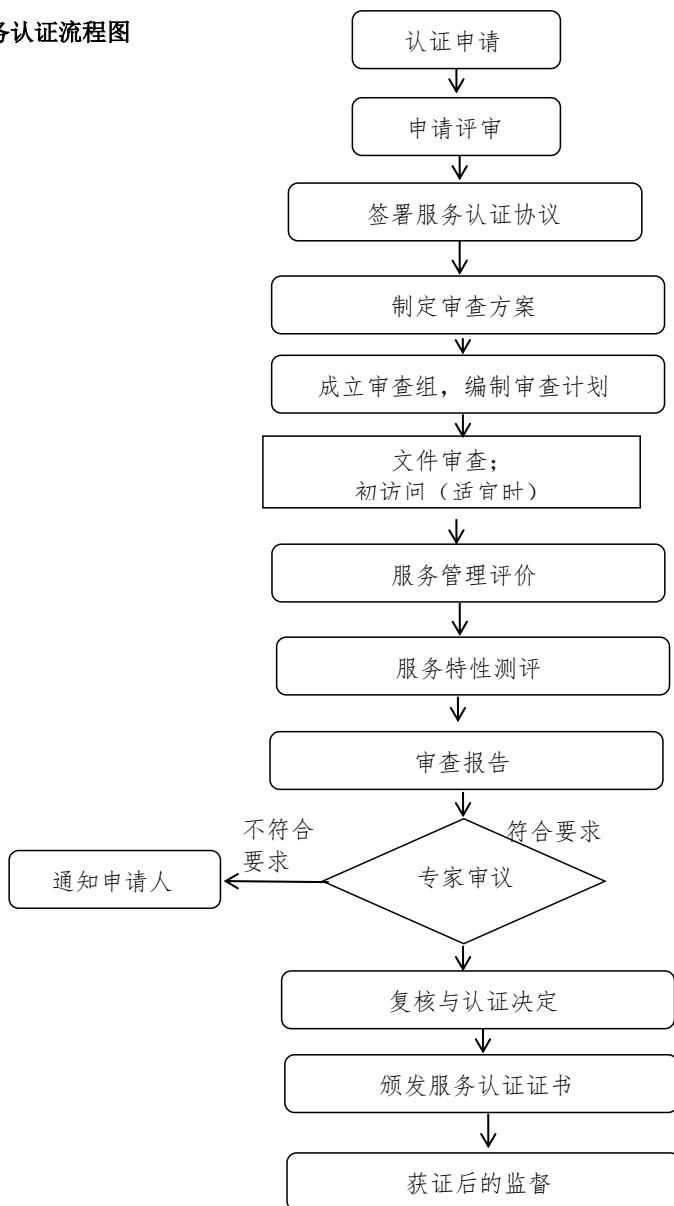 务认证流程图
认证申请
申请评审
签署服务认证协议
制定审查方案
成立审查组，编制审查计划
文件审查；
初访问（适宜时）
服务管理评价
服务特性测评
审查报告
不符合
要求
符合要求
通知申请人
专家审议
复核与认证决定
颁发服务认证证书
获证后的监督